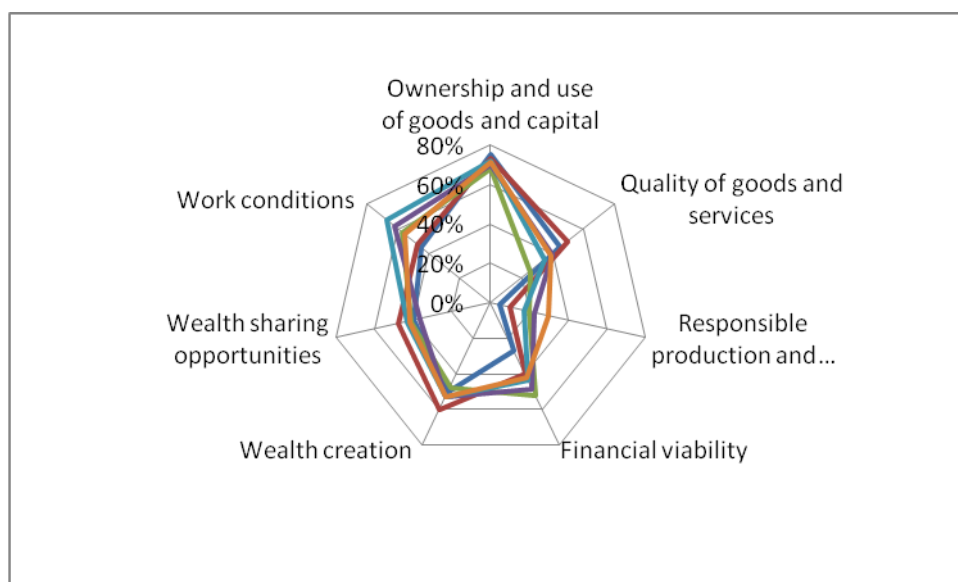 Ownership and use
of goods and capital
80%
60%
40%
20%
0%
Quality of goods and
services
Responsible
production and...
Financial viability
Wealth creation
Wealth sharing
opportunities
Work conditions